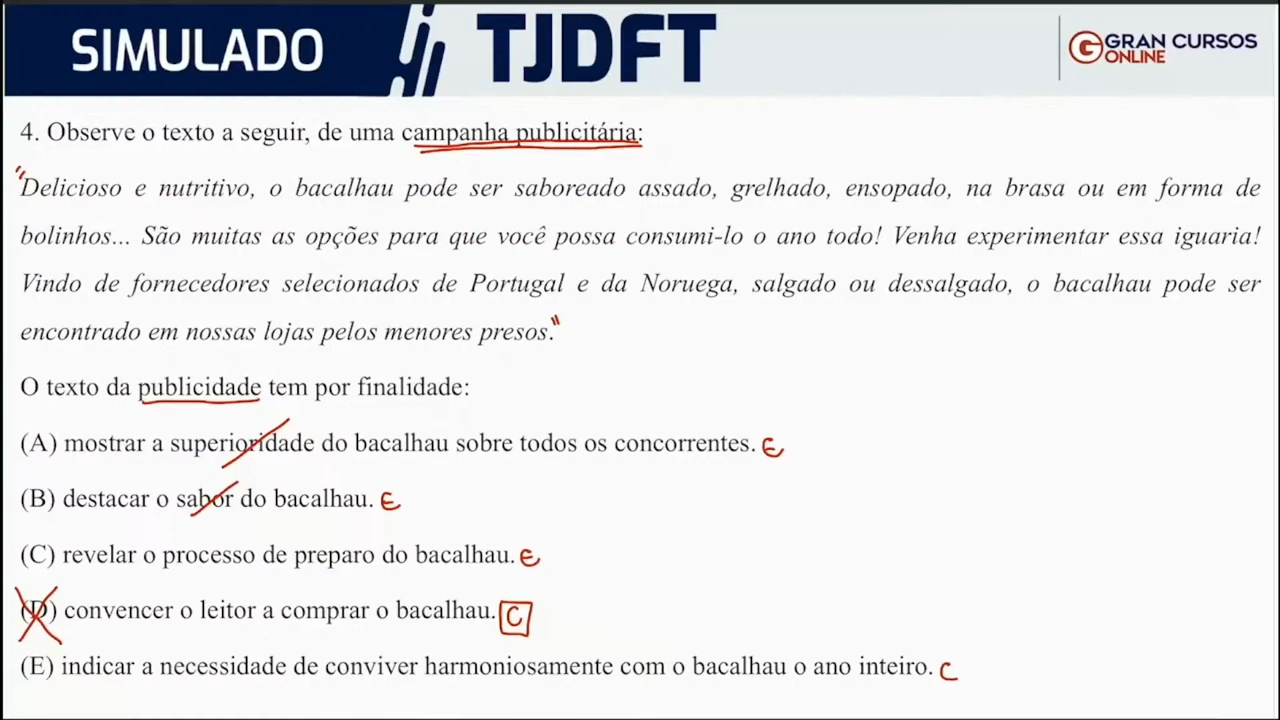 SIMULADO TJDFT GRAN CURSOS ONLINE
4. Observe o texto a seguir, de uma campanha publicitária:
"Delicioso e nutritivo, o bacalhau pode ser saboreado assado, grelhado, ensopado, na brasa ou em forma de
bolinhos... São muitas as opções para que você possa consumi-lo o ano todo! Venha experimentar essa iguaria!
Vindo de fornecedores selecionados de Portugal e da Noruega, salgado ou dessalgado, o bacalhau pode ser
encontrado em nossas lojas pelos menores presos."
O texto da publicidade tem por finalidade:
(A) mostrar a superioridade do bacalhau sobre todos os concorrentes. E
(B) destacar o sabor do bacalhau. E
(C) revelar o processo de preparo do bacalhau. E
(D) convencer o leitor a comprar o bacalhau. C
(E) indicar a necessidade de conviver harmoniosamente com o bacalhau o ano inteiro. C